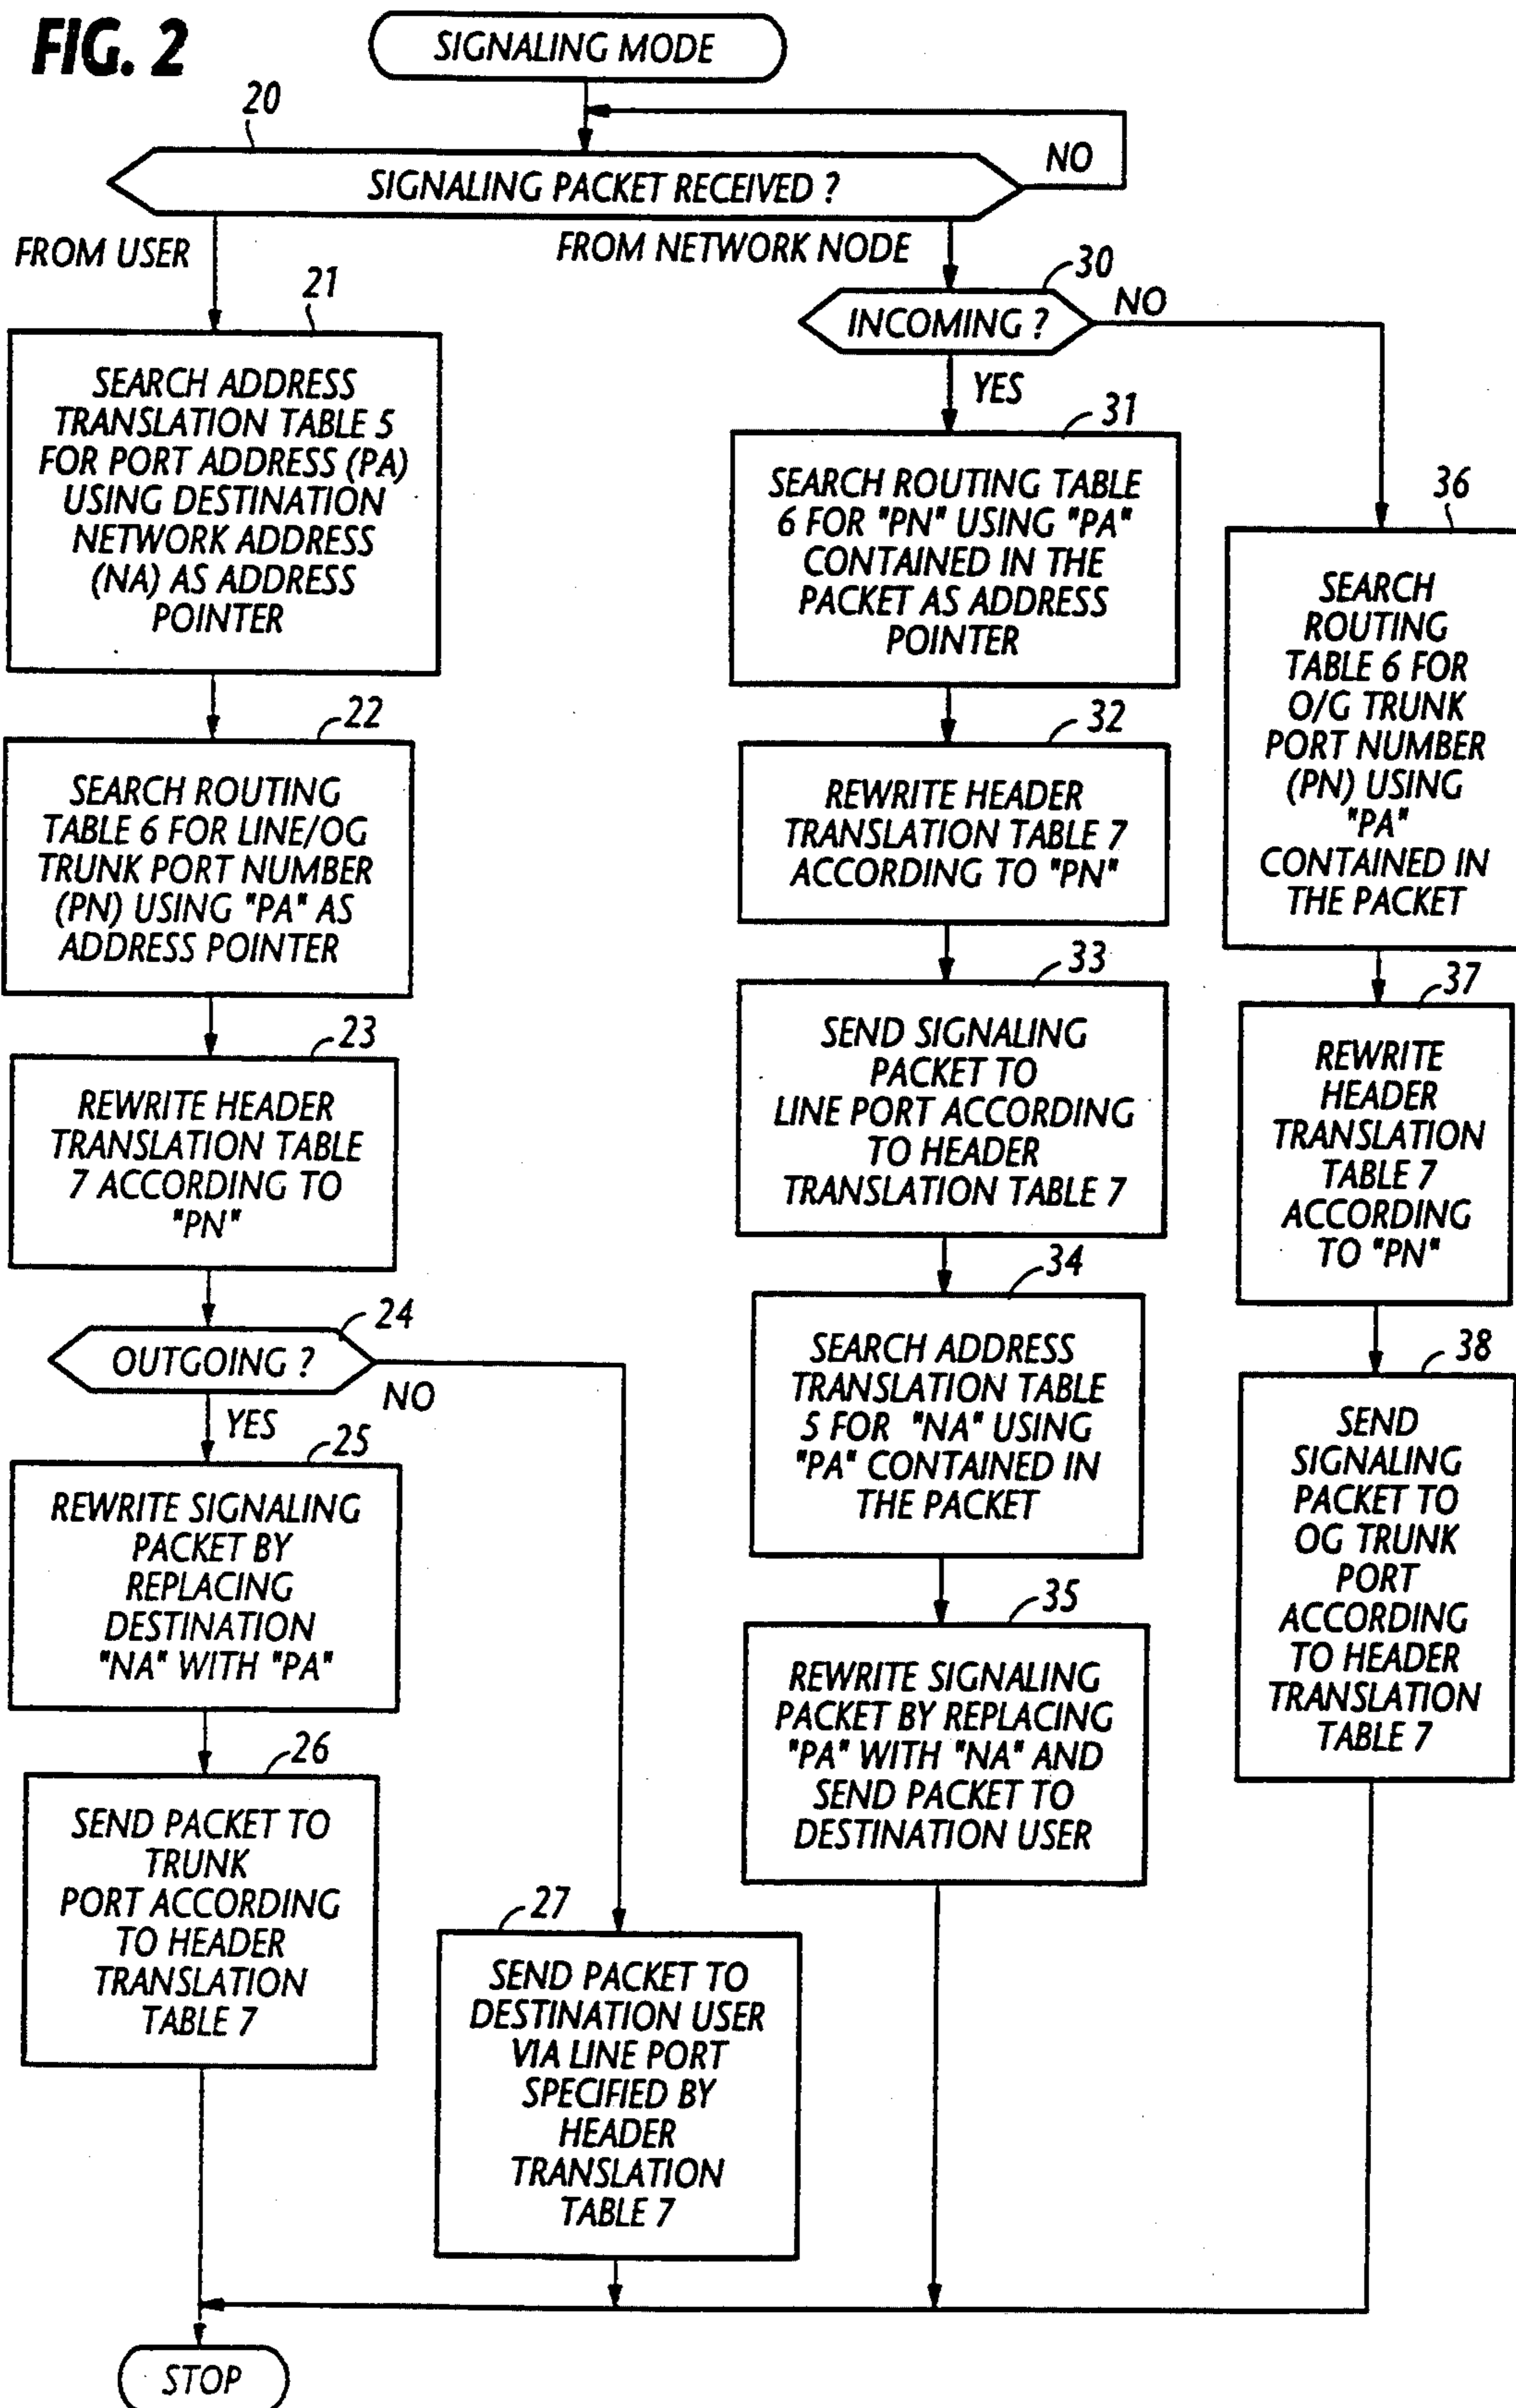 FIG. 2
SIGNALING MODE
20
NO
SIGNALING PACKET RECEIVED ?
FROM USER
FROM NETWORK NODE
21
SEARCH ADDRESS
TRANSLATION TABLE 5
FOR PORT ADDRESS (PA)
USING DESTINATION
NETWORK ADDRESS
(NA) AS ADDRESS
POINTER
22
SEARCH ROUTING
TABLE 6 FOR LINE/OG
TRUNK PORT NUMBER
(PN) USING "PA" AS
ADDRESS POINTER
23
REWRITE HEADER
TRANSLATION TABLE
7 ACCORDING TO
"PN"
24
OUTGOING ?
NO
YES
25
REWRITE SIGNALING
PACKET BY
REPLACING
DESTINATION
"NA" WITH "PA"
26
SEND PACKET TO
TRUNK
PORT ACCORDING
TO HEADER
TRANSLATION
TABLE 7
27
SEND PACKET TO
DESTINATION USER
VIA LINE PORT
SPECIFIED BY
HEADER
TRANSLATION
TABLE 7
30
INCOMING ?
NO
YES
31
SEARCH ROUTING TABLE
6 FOR "PN" USING "PA"
CONTAINED IN THE
PACKET AS ADDRESS
POINTER
32
REWRITE HEADER
TRANSLATION TABLE 7
ACCORDING TO "PN"
33
SEND SIGNALING
PACKET TO
LINE PORT ACCORDING
TO HEADER
TRANSLATION TABLE 7
34
SEARCH ADDRESS
TRANSLATION TABLE
5 FOR "NA" USING
"PA" CONTAINED IN
THE PACKET
35
REWRITE SIGNALING
PACKET BY REPLACING
"PA" WITH "NA" AND
SEND PACKET TO
DESTINATION USER
36
SEARCH
ROUTING
TABLE 6 FOR
O/G TRUNK
PORT NUMBER
(PN) USING
"PA"
CONTAINED IN
THE PACKET
37
REWRITE
HEADER
TRANSLATION
TABLE 7
ACCORDING
TO "PN"
38
SEND
SIGNALING
PACKET TO
OG TRUNK
PORT
ACCORDING
TO HEADER
TRANSLATION
TABLE 7
STOP